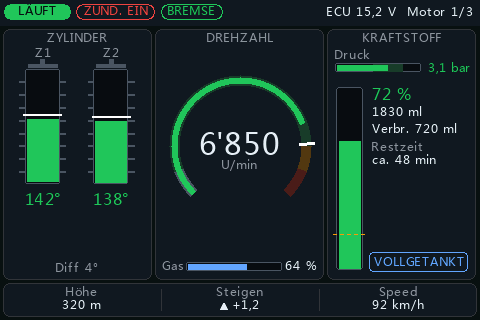 LÄUFT ZÜND. EIN BREMSE ECU 15,2 V Motor 1/3
ZYLINDER
Z1 Z2
142° 138°
Diff 4°
DREHZAHL
6'850
U/min
Gas 64 %
KRAFTSTOFF
Druck
3,1 bar
72 %
1830 ml
Verbr. 720 ml
Restzeit
ca. 48 min
VOLLGETANKT
Höhe Steigen Speed
320 m ▲ +1,2 92 km/h